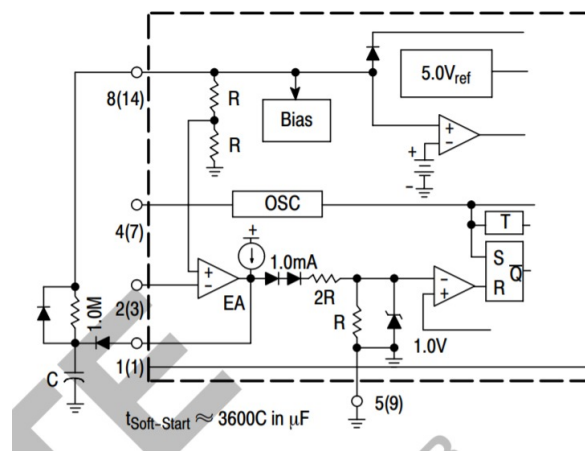 8(14)
R
Bias
5.0Vref
R
+
−
+
−
4(7)
OSC
T
+
1.0mA
S
Q
R
2(3)
+
−
EA
2R
−
+
R
1.0V
1.0M
1(1)
C
5(9)
tSoft-Start ≈ 3600C in µF